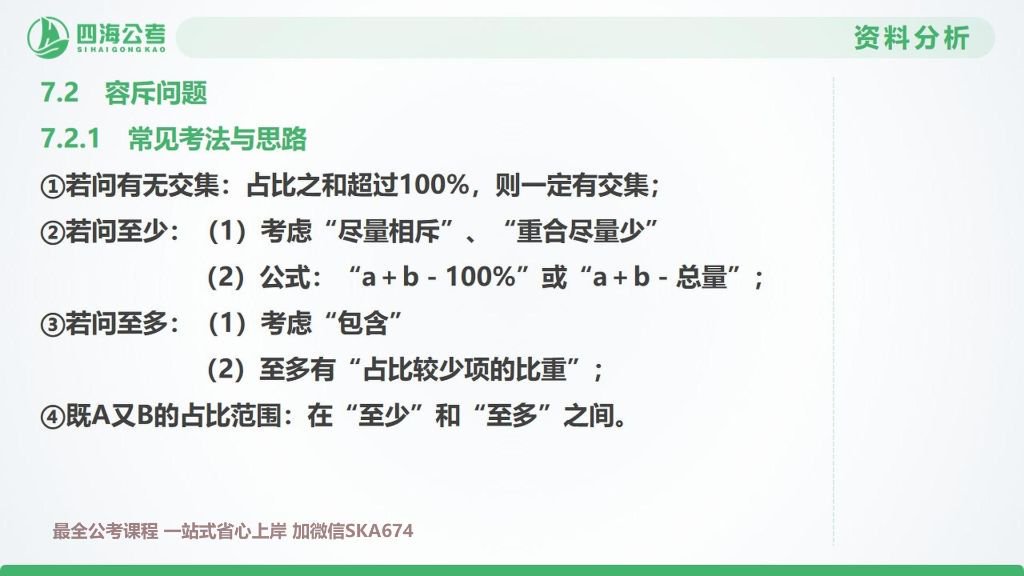 四海公考
SIHAIGONGKAO
资料分析
7.2 容斥问题
7.2.1 常见考法与思路
①若问有无交集：占比之和超过100%，则一定有交集；
②若问至少：（1）考虑“尽量相斥”、“重合尽量少”
（2）公式：“a+b-100%”或“a+b-总量”；
③若问至多：（1）考虑“包含”
（2）至多有“占比较少项的比重”；
④既A又B的占比范围：在“至少”和“至多”之间。
最全公考课程 一站式省心上岸 加微信SKA674